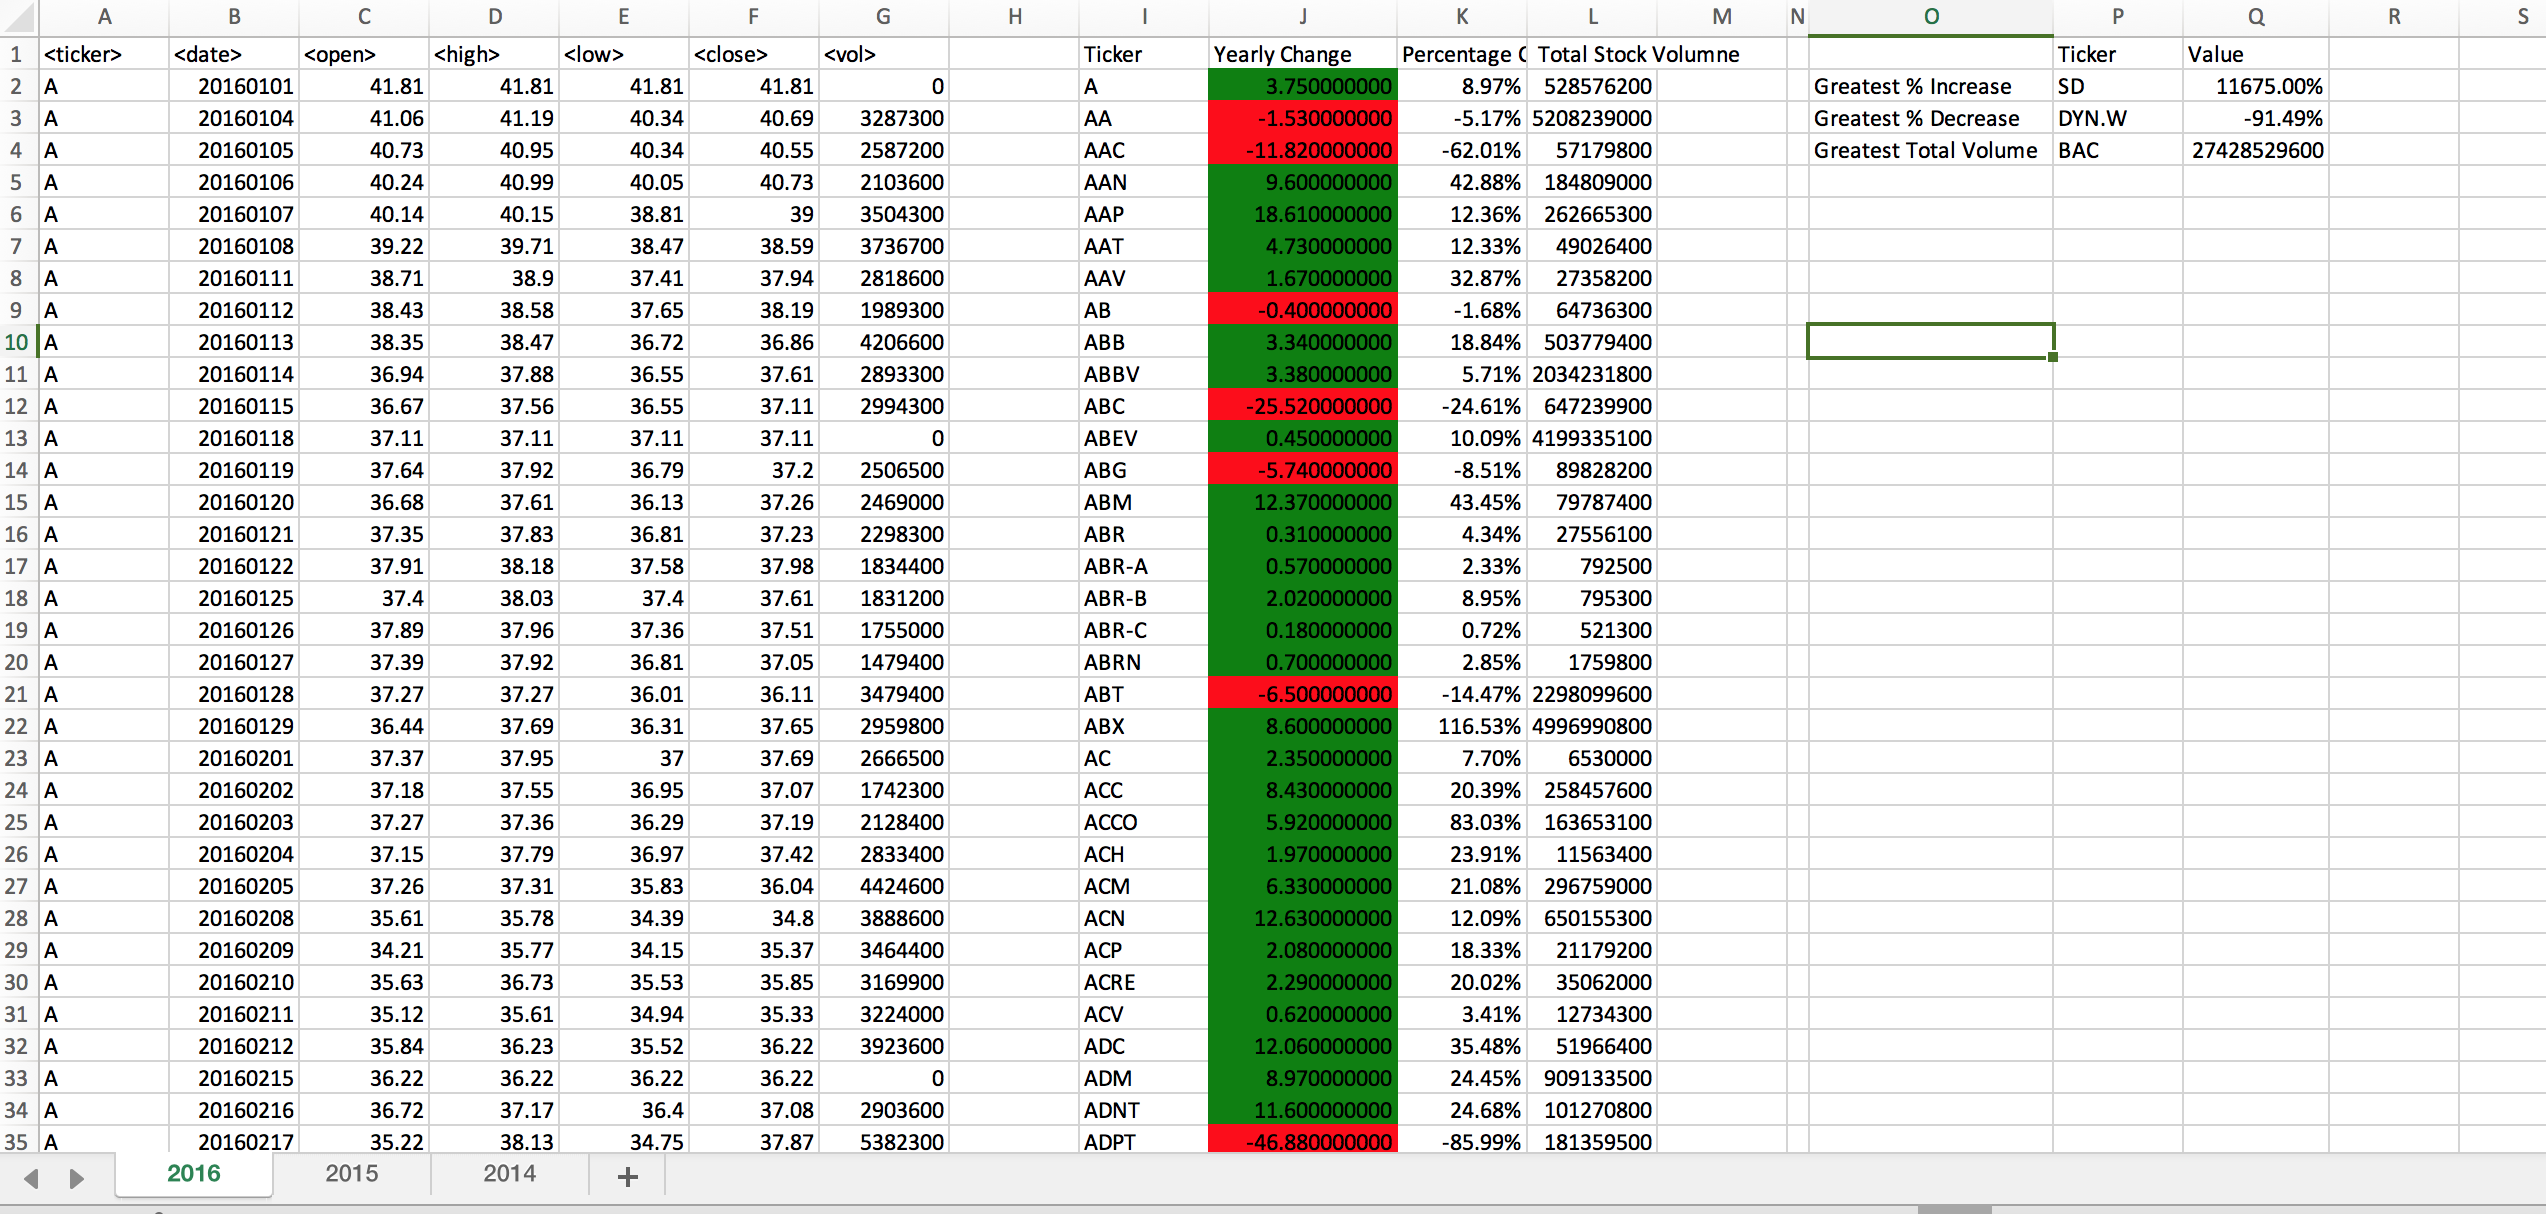 A B C D E F G H I J K L M N O P Q R S
1 <ticker> <date> <open> <high> <low> <close> <vol> Ticker Yearly Change Percentage C Total Stock Volumne Ticker Value
2 A 20160101 41.81 41.81 41.81 41.81 0 A 3.750000000 8.97% 528576200 Greatest % Increase SD 11675.00%
3 A 20160104 41.06 41.19 40.34 40.69 3287300 AA -1.530000000 -5.17% 5208239000 Greatest % Decrease DYN.W -91.49%
4 A 20160105 40.73 40.95 40.34 40.55 2587200 AAC -11.820000000 -62.01% 57179800 Greatest Total Volume BAC 27428529600
5 A 20160106 40.24 40.99 40.05 40.73 2103600 AAN 9.600000000 42.88% 184809000
6 A 20160107 40.14 40.15 38.81 39 3504300 AAP 18.610000000 12.36% 262665300
7 A 20160108 39.22 39.71 38.47 38.59 3736700 AAT 4.730000000 12.33% 49026400
8 A 20160111 38.71 38.9 37.41 37.94 2818600 AAV 1.670000000 32.87% 27358200
9 A 20160112 38.43 38.58 37.65 38.19 1989300 AB -0.400000000 -1.68% 64736300
10 A 20160113 38.35 38.47 36.72 36.86 4206600 ABB 3.340000000 18.84% 503779400
11 A 20160114 36.94 37.88 36.55 37.61 2893300 ABBV 3.380000000 5.71% 2034231800
12 A 20160115 36.67 37.56 36.55 37.11 2994300 ABC -25.520000000 -24.61% 647239900
13 A 20160118 37.11 37.11 37.11 37.11 0 ABEV 0.450000000 10.09% 4199335100
14 A 20160119 37.64 37.92 36.79 37.2 2506500 ABG -5.740000000 -8.51% 89828200
15 A 20160120 36.68 37.61 36.13 37.26 2469000 ABM 12.370000000 43.45% 79787400
16 A 20160121 37.35 37.83 36.81 37.23 2298300 ABR 0.310000000 4.34% 27556100
17 A 20160122 37.91 38.18 37.58 37.98 1834400 ABR-A 0.570000000 2.33% 792500
18 A 20160125 37.4 38.03 37.4 37.61 1831200 ABR-B 2.020000000 8.95% 795300
19 A 20160126 37.89 37.96 37.36 37.51 1755000 ABR-C 0.180000000 0.72% 521300
20 A 20160127 37.39 37.92 36.81 37.05 1479400 ABRN 0.700000000 2.85% 1759800
21 A 20160128 37.27 37.27 36.01 36.11 3479400 ABT -6.500000000 -14.47% 2298099600
22 A 20160129 36.44 37.69 36.31 37.65 2959800 ABX 8.600000000 116.53% 4996990800
23 A 20160201 37.37 37.95 37 37.69 2666500 AC 2.350000000 7.70% 6530000
24 A 20160202 37.18 37.55 36.95 37.07 1742300 ACC 8.430000000 20.39% 258457600
25 A 20160203 37.27 37.36 36.29 37.19 2128400 ACCO 5.920000000 83.03% 163653100
26 A 20160204 37.15 37.79 36.97 37.42 2833400 ACH 1.970000000 23.91% 11563400
27 A 20160205 37.26 37.31 35.83 36.04 4424600 ACM 6.330000000 21.08% 296759000
28 A 20160208 35.61 35.78 34.39 34.8 3888600 ACN 12.630000000 12.09% 650155300
29 A 20160209 34.21 35.77 34.15 35.37 3464400 ACP 2.080000000 18.33% 21179200
30 A 20160210 35.63 36.73 35.53 35.85 3169900 ACRE 2.290000000 20.02% 35062000
31 A 20160211 35.12 35.61 34.94 35.33 3224000 ACV 0.620000000 3.41% 12734300
32 A 20160212 35.84 36.23 35.52 36.22 3923600 ADC 12.060000000 35.48% 51966400
33 A 20160215 36.22 36.22 36.22 36.22 0 ADM 8.970000000 24.45% 909133500
34 A 20160216 36.72 37.17 36.4 37.08 2903600 ADNT 11.600000000 24.68% 101270800
35 A 20160217 35.22 38.13 34.75 37.87 5382300 ADPT -46.880000000 -85.99% 181359500
2016 2015 2014 +